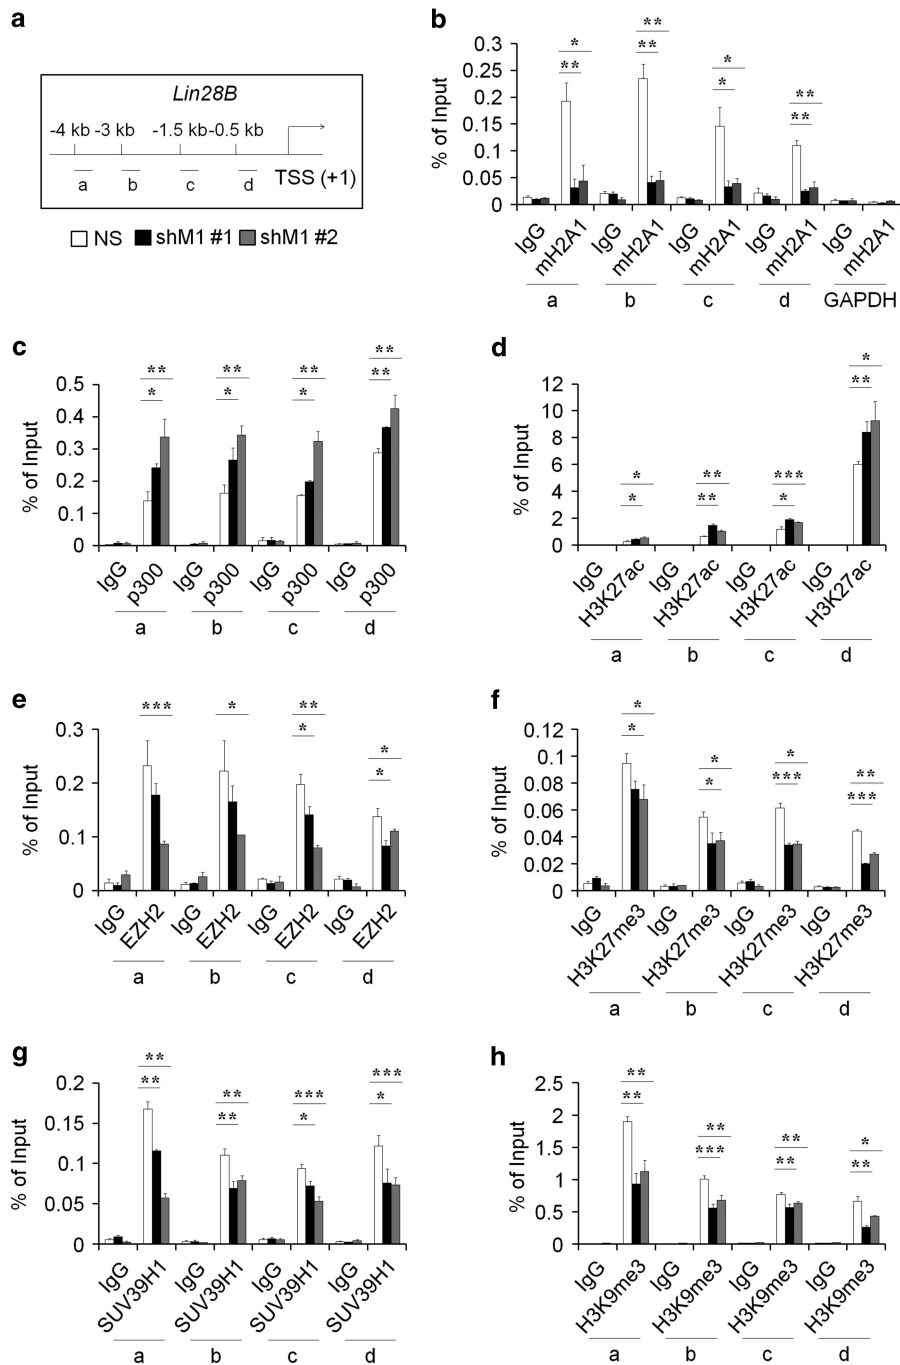 a
Lin28B
-4 kb -3 kb -1.5 kb -0.5 kb
a b c d TSS (+1)
NS shM1 #1 shM1 #2
b
% of Input
0.3
0.25
0.2
0.15
0.1
0.05
0
* ** ** ** * * ** **
IgG mH2A1 IgG mH2A1 IgG mH2A1 IgG mH2A1 IgG mH2A1
a b c d GAPDH
c
% of Input
0.5
0.4
0.3
0.2
0.1
0
** * ** * ** * ** **
IgG p300 IgG p300 IgG p300 IgG p300
a b c d
d
% of Input
12
10
8
6
4
2
0
* * ** ** *** * * **
IgG H3K27ac IgG H3K27ac IgG H3K27ac IgG H3K27ac
a b c d
e
% of Input
0.3
0.2
0.1
0
*** * ** * * *
IgG EZH2 IgG EZH2 IgG EZH2 IgG EZH2
a b c d
f
% of Input
0.12
0.1
0.08
0.06
0.04
0.02
0
* * * * * *** ** ***
IgG H3K27me3 IgG H3K27me3 IgG H3K27me3 IgG H3K27me3
a b c d
g
% of Input
0.2
0.15
0.1
0.05
0
** ** ** ** *** * *** *
IgG SUV39H1 IgG SUV39H1 IgG SUV39H1 IgG SUV39H1
a b c d
h
% of Input
2.5
2
1.5
1
0.5
0
** ** ** *** ** ** * **
IgG H3K9me3 IgG H3K9me3 IgG H3K9me3 IgG H3K9me3
a b c d